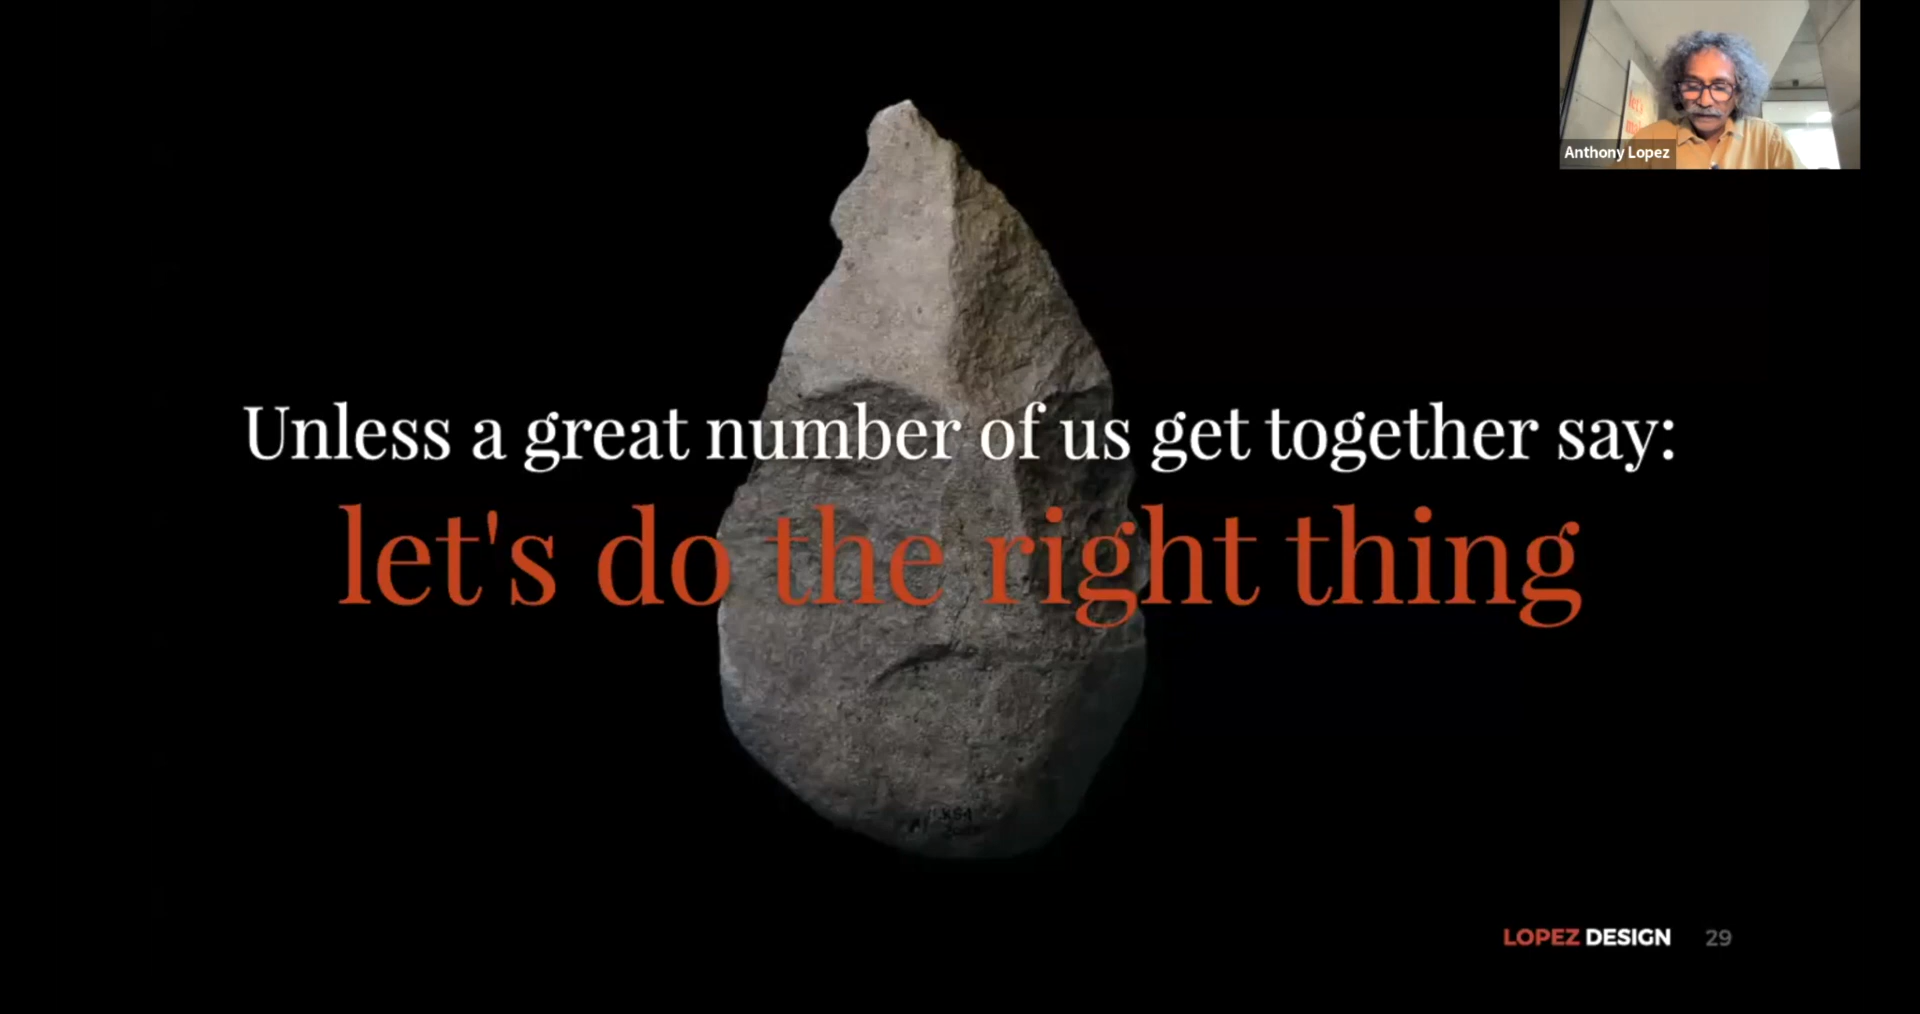 Anthony Lopez
Unless a great number of us get together say:
let's do the right thing
LOPEZ DESIGN 29